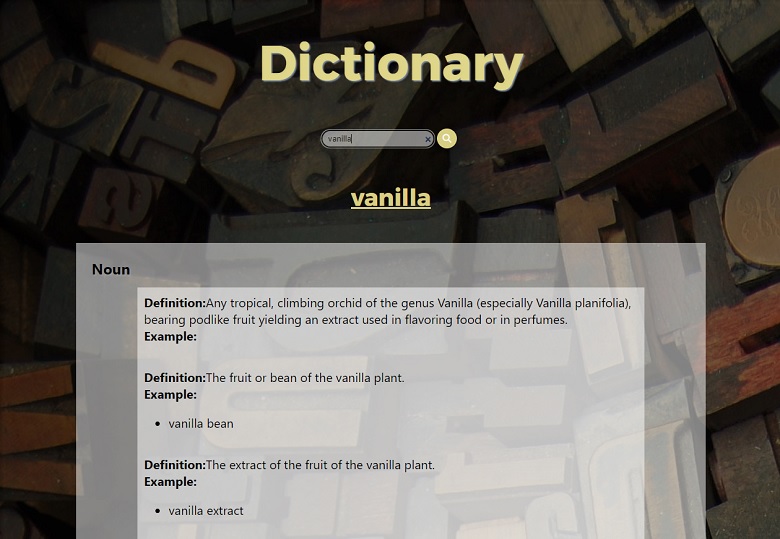 Dictionary
vanilla
vanilla
Noun
Definition:Any tropical, climbing orchid of the genus Vanilla (especially Vanilla planifolia),
bearing podlike fruit yielding an extract used in flavoring food or in perfumes.
Example:
Definition:The fruit or bean of the vanilla plant.
Example:
• vanilla bean
Definition:The extract of the fruit of the vanilla plant.
Example:
• vanilla extract